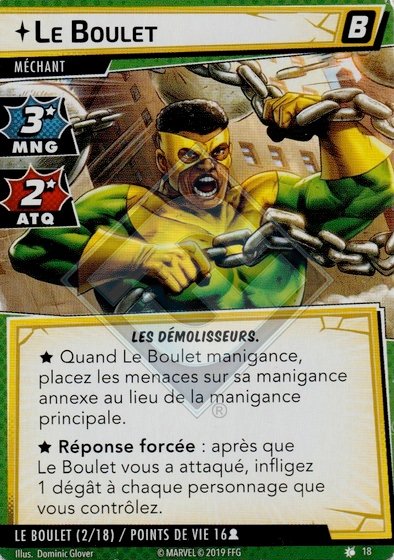 Le Boulet
B
MÉCHANT
3
MNG
2
ATQ
LES DÉMOLISSEURS.
★ Quand Le Boulet manigance,
placez les menaces sur sa manigance
annexe au lieu de la manigance
principale.
★ Réponse forcée : après que
Le Boulet vous a attaqué, infligez
1 dégât à chaque personnage que
vous contrôlez.
LE BOULET (2/18) / POINTS DE VIE 16
Illus. Dominic Glover
© MARVEL © 2019 FFG
18
®